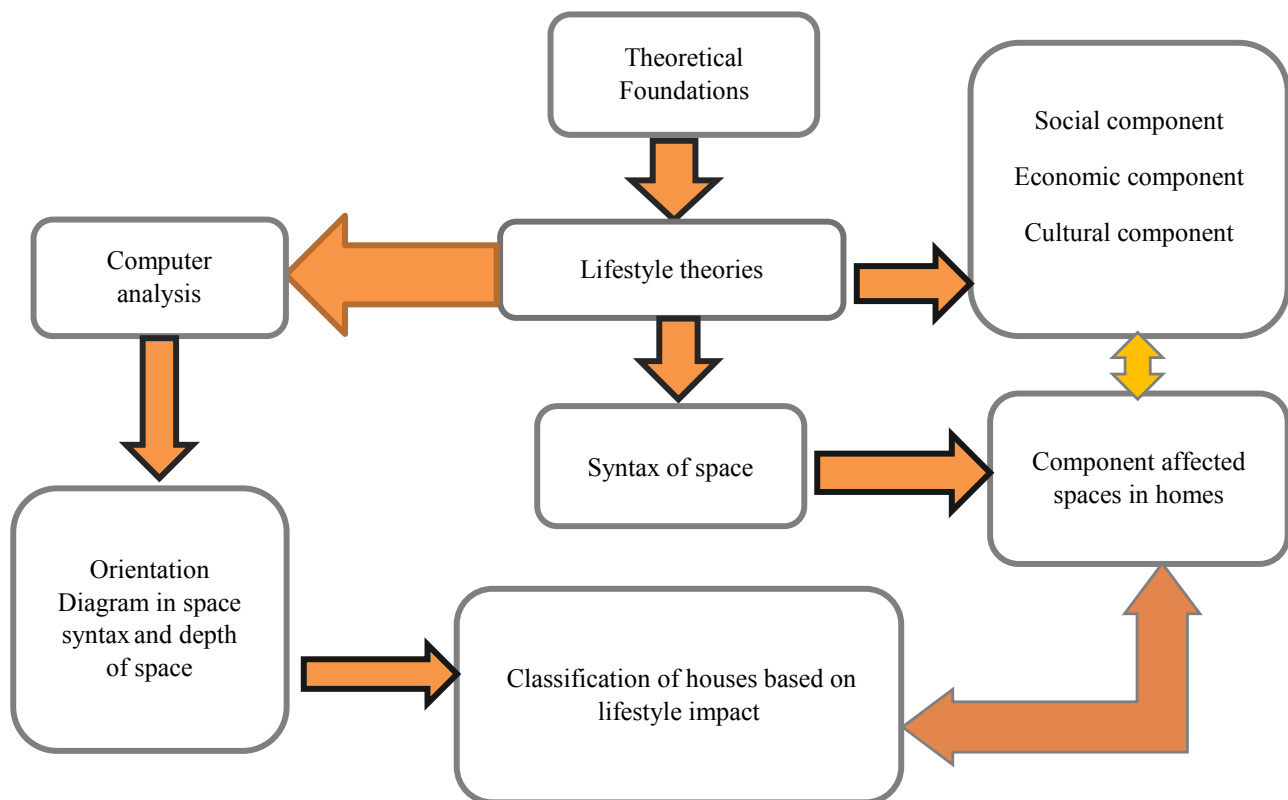 Theoretical
Foundations
Social component
Economic component
Cultural component
Computer
analysis
Lifestyle theories
Syntax of space
Component affected
spaces in homes
Orientation
Diagram in space
syntax and depth
of space
Classification of houses based on
lifestyle impact